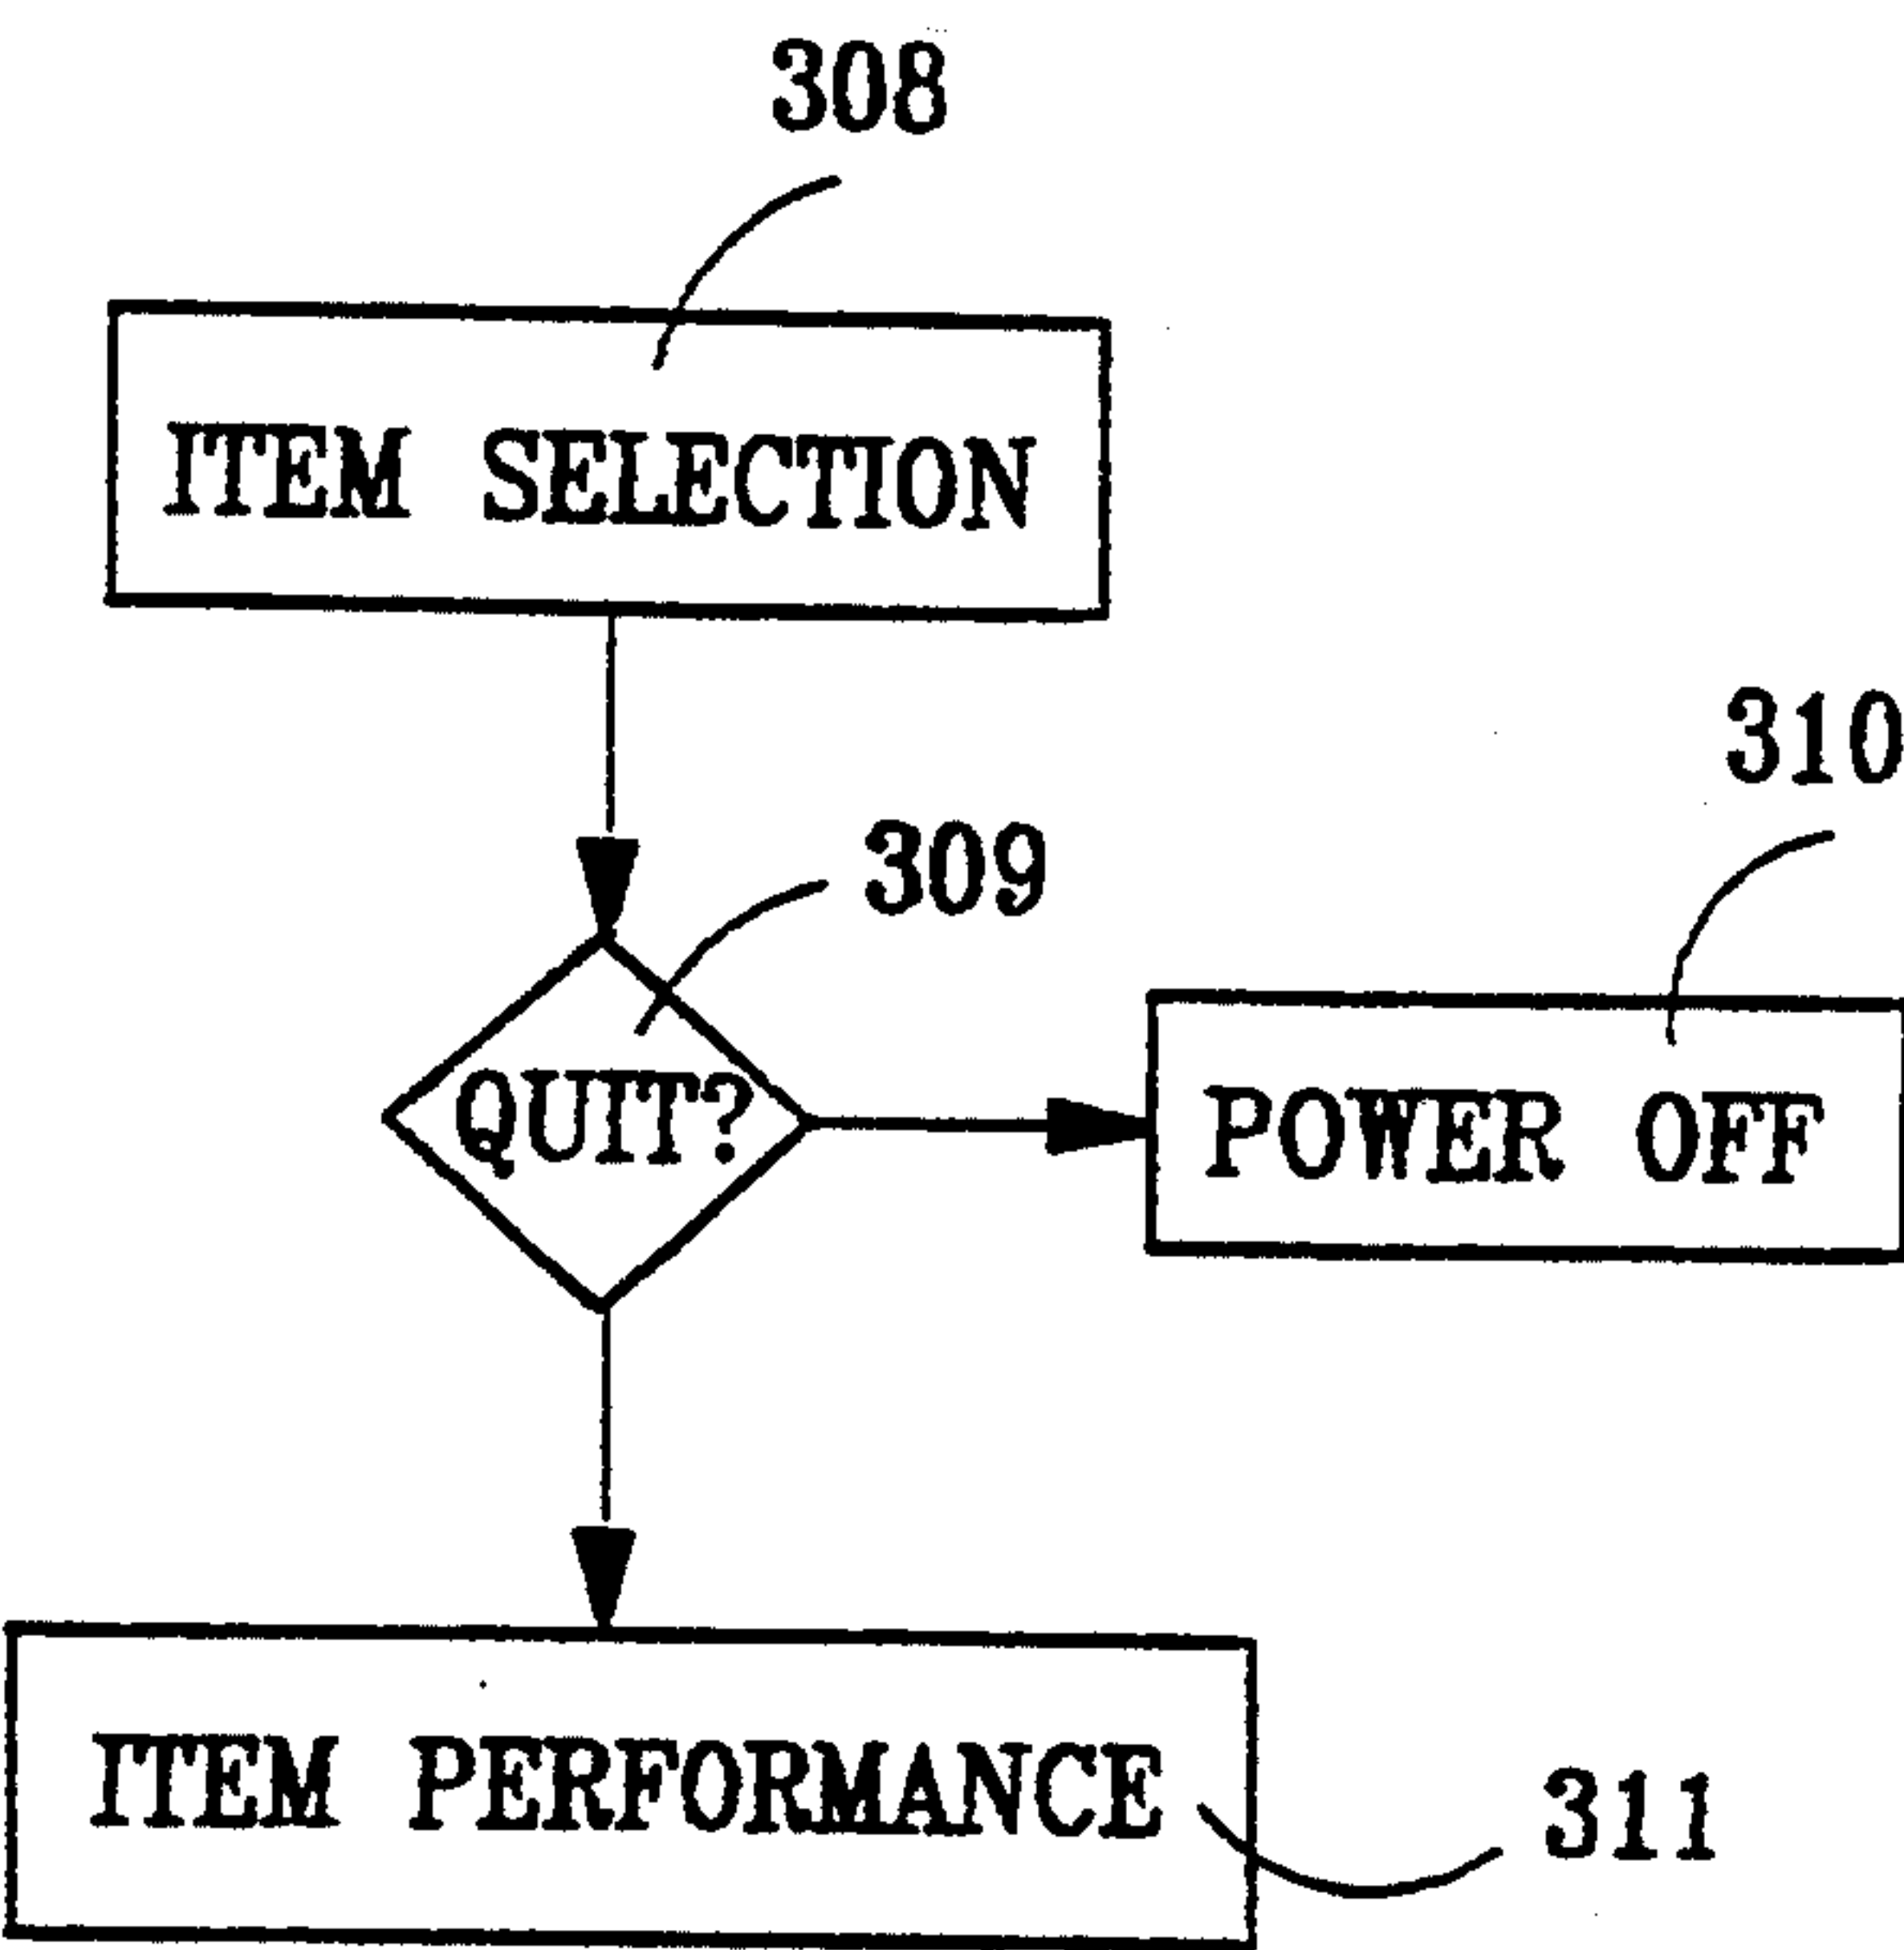 308
ITEM SELECTION
310
309
QUIT?
POWER OFF
ITEM PERFORMANCE
311